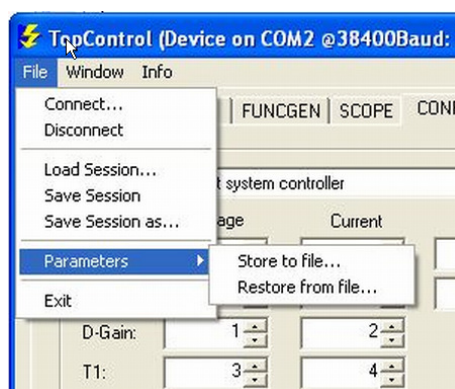 TopControl (Device on COM2 @38400Baud:
File Window Info
Connect...
Disconnect
FUNCGEN SCOPE
Load Session...
Save Session
t system controller
Save Session as...
age Current
Parameters
Store to file...
Restore from file...
Exit
D-Gain: 1 2
T1: 3 4